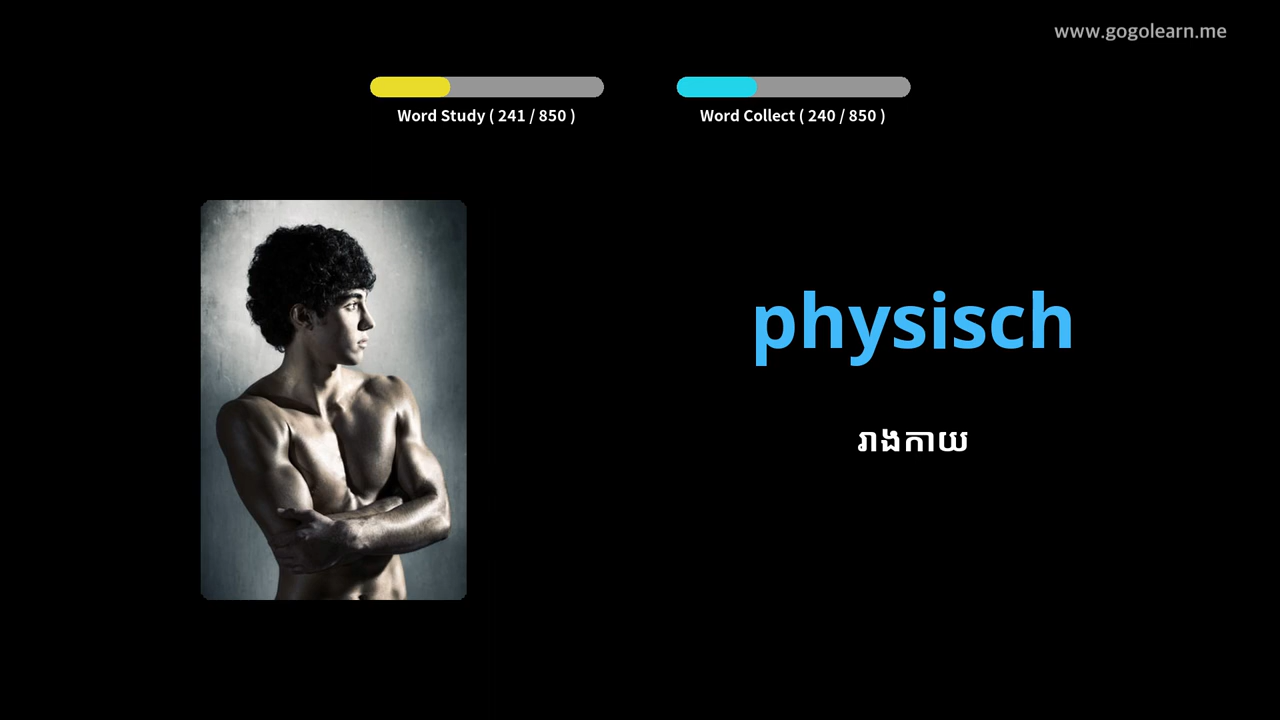 www.gogolearn.me
Word Study ( 241 / 850 )
Word Collect ( 240 / 850 )
physisch
រាងកាយ